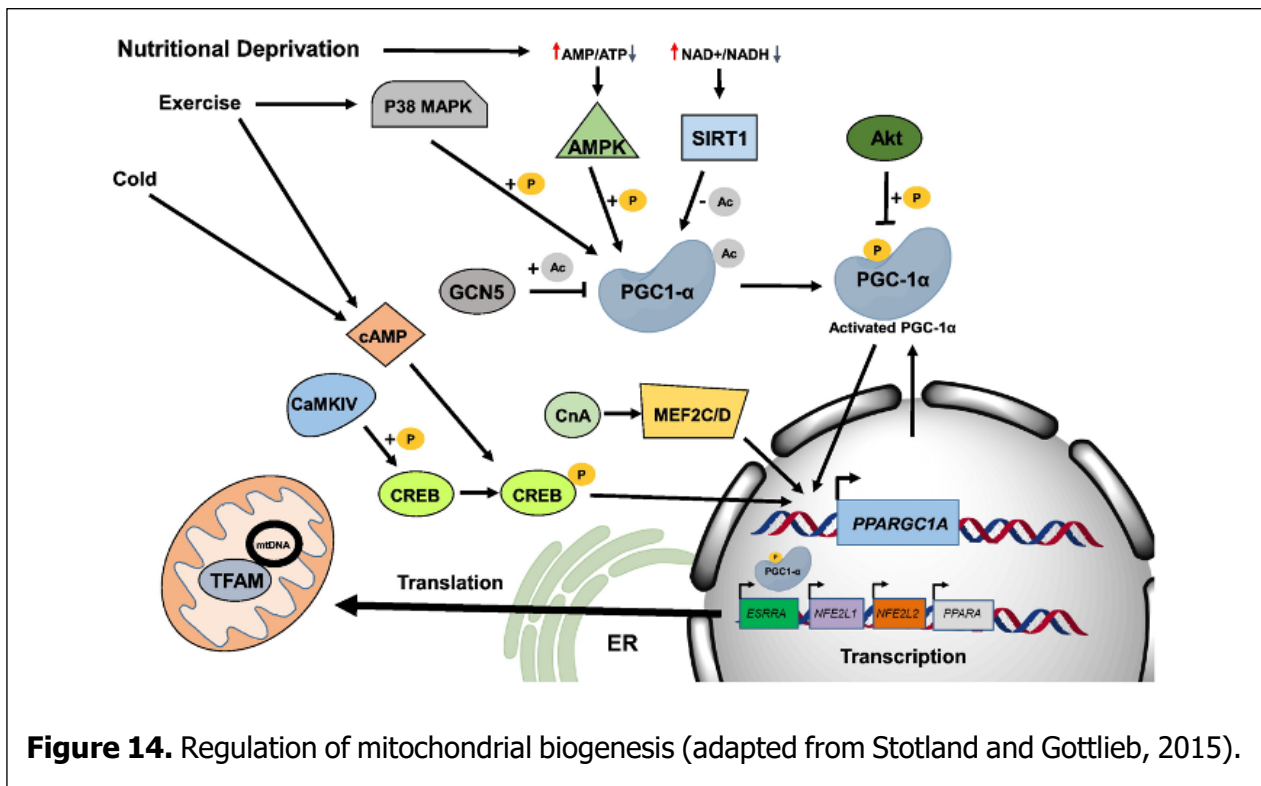 Nutritional Deprivation
↑AMP/ATP↓
↑NAD+/NADH↓
Exercise
P38 MAPK
AMPK
SIRT1
Akt
Cold
+ P
+ P
- Ac
+ P
GCN5
+ Ac
PGC1-α
Ac
P
PGC-1α
Activated PGC-1α
cAMP
CaMKIV
+ P
CnA
MEF2C/D
CREB
CREB
P
PPARGC1A
mtDNA
TFAM
Translation
ER
P
PGC1-α
ESRRA
NFE2L1
NFE2L2
PPARA
Transcription
Figure 14. Regulation of mitochondrial biogenesis (adapted from Stotland and Gottlieb, 2015).